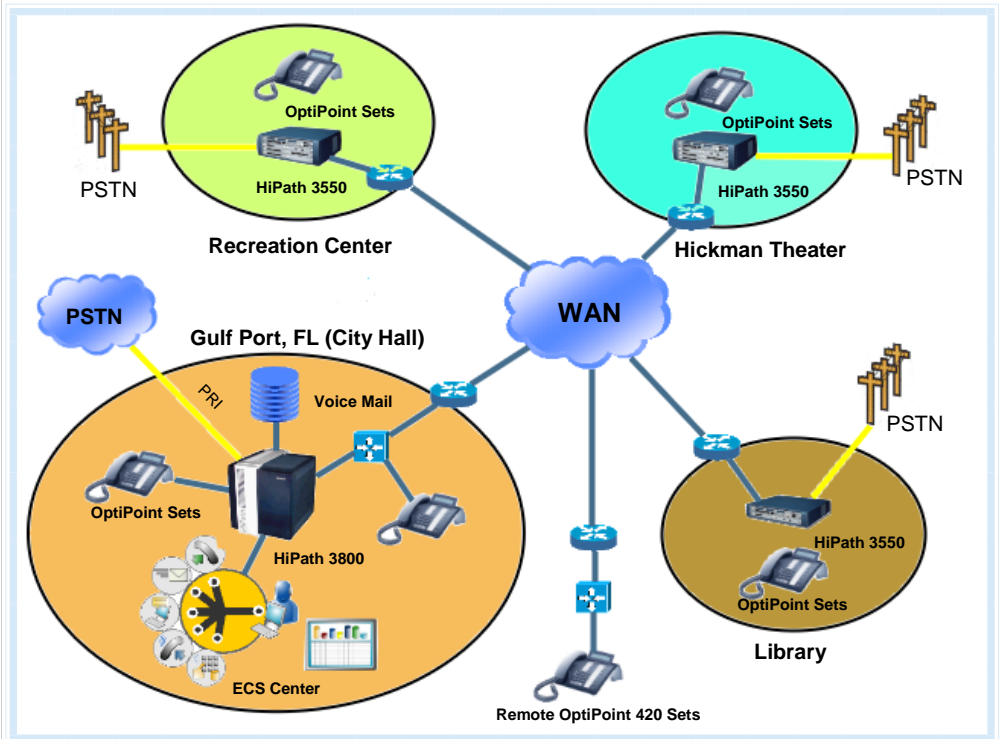 OptiPoint Sets
HiPath 3550
PSTN
Recreation Center
OptiPoint Sets
HiPath 3550
PSTN
Hickman Theater
WAN
PSTN
PRI
Gulf Port, FL (City Hall)
Voice Mail
OptiPoint Sets
HiPath 3800
ECS Center
PSTN
HiPath 3550
OptiPoint Sets
Library
Remote OptiPoint 420 Sets